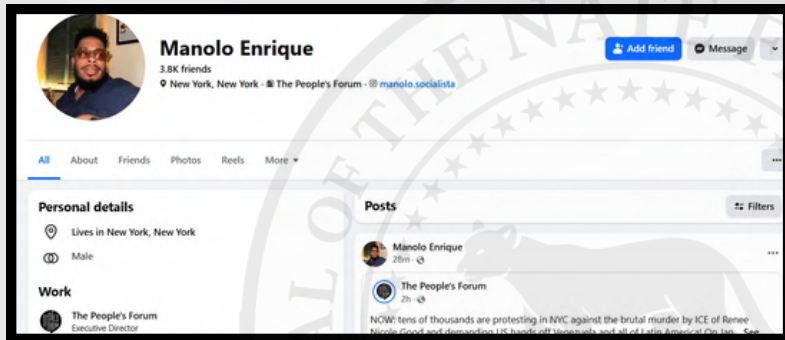 Manolo Enrique
3.8K friends
New York, New York · The People's Forum · manolo.socialista
Add friend
Message
All About Friends Photos Reels More
Personal details
Lives in New York, New York
Male
Work
The People's Forum
Executive Director
Posts
Filters
Manolo Enrique
28m ·
The People's Forum
2h ·
NOW: tens of thousands are protesting in NYC against the brutal murder by ICE of Renee
Nicole Good and demanding US hands off Venezuela and all of Latin America! On Jan... See
OF THE NATE